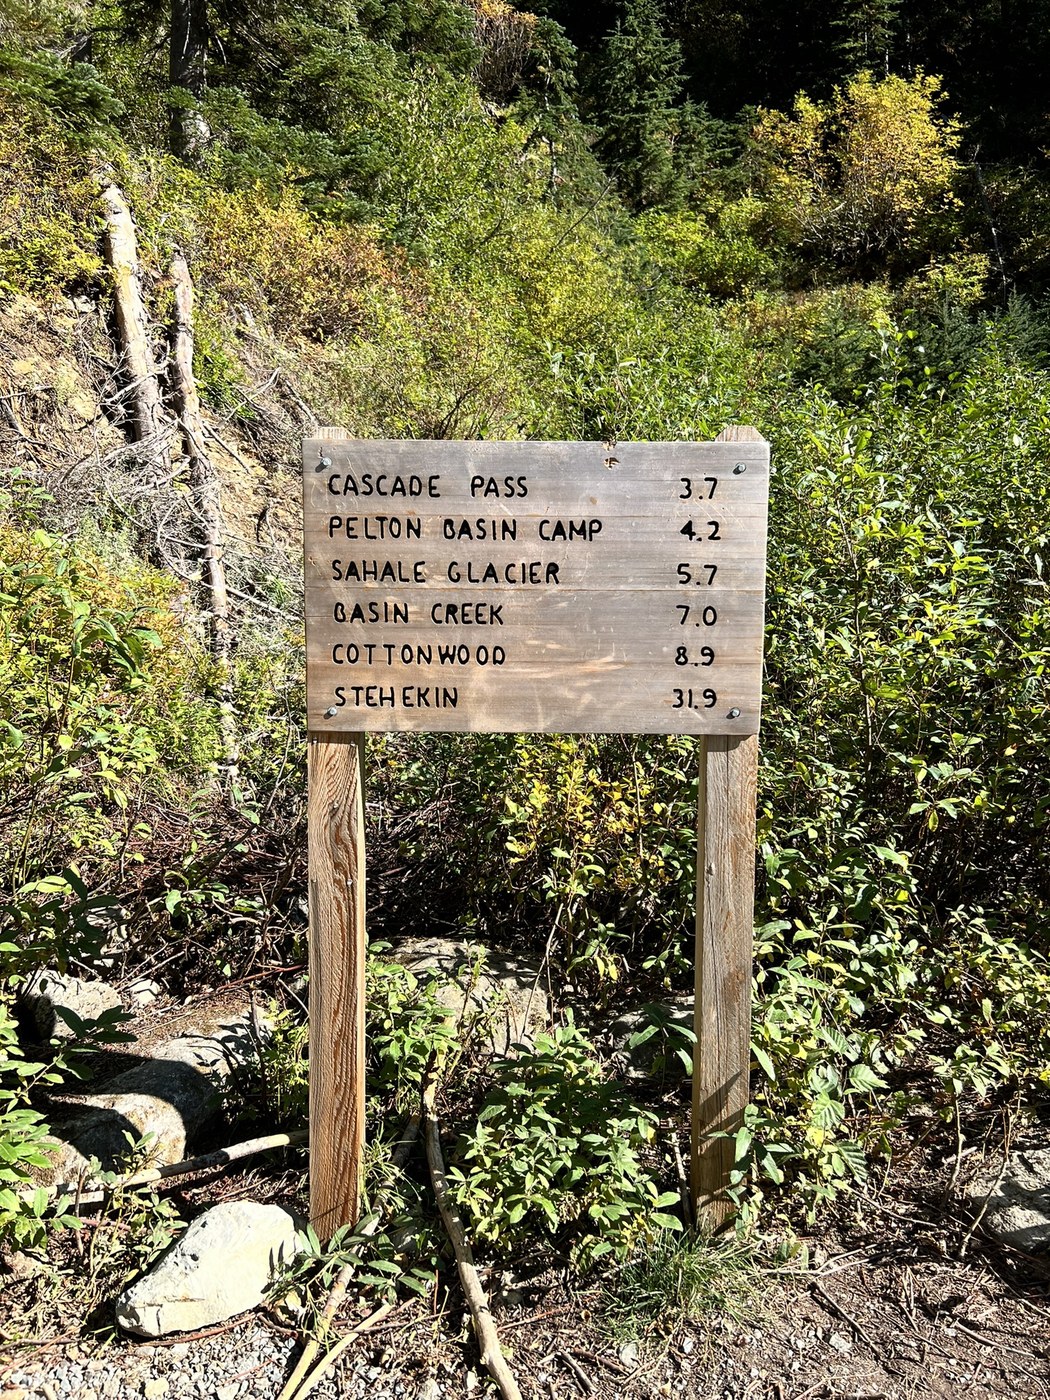 CASCADE PASS 3.7
PELTON BASIN CAMP 4.2
SAHALE GLACIER 5.7
BASIN CREEK 7.0
COTTONWOOD 8.9
STEHEKIN 31.9